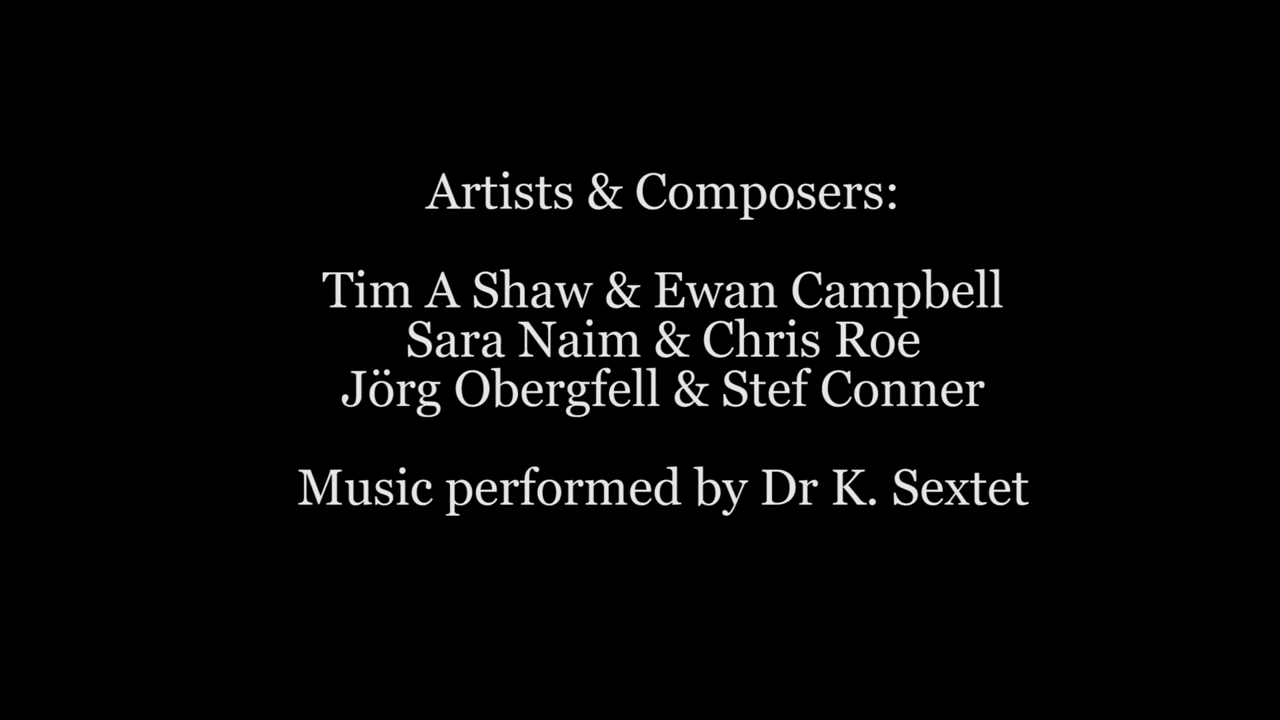 Artists & Composers:
Tim A Shaw & Ewan Campbell
Sara Naim & Chris Roe
Jörg Obergfell & Stef Conner
Music performed by Dr K. Sextet